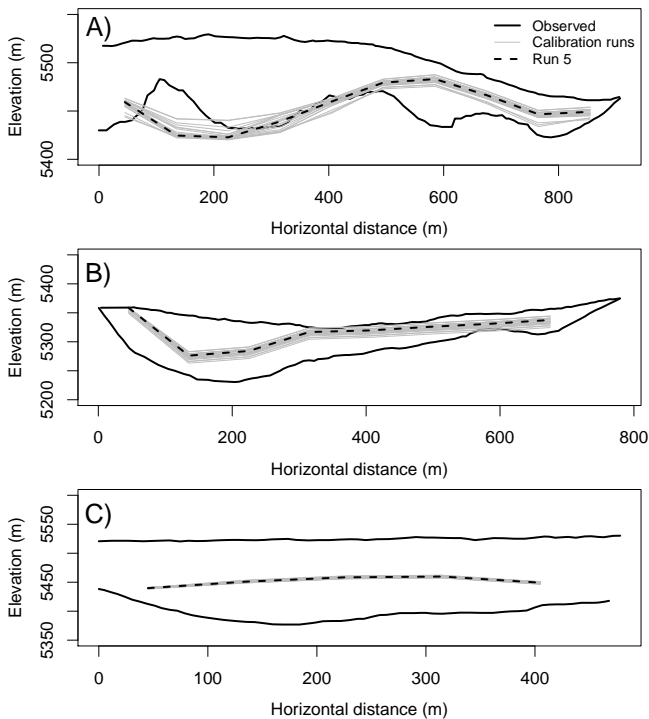 A)
Observed
Calibration runs
Run 5
Elevation (m)
5400
5500
0
200
400
600
800
Horizontal distance (m)
B)
Elevation (m)
5200
5300
5400
0
200
400
600
800
Horizontal distance (m)
C)
Elevation (m)
5350
5450
5550
0
100
200
300
400
Horizontal distance (m)